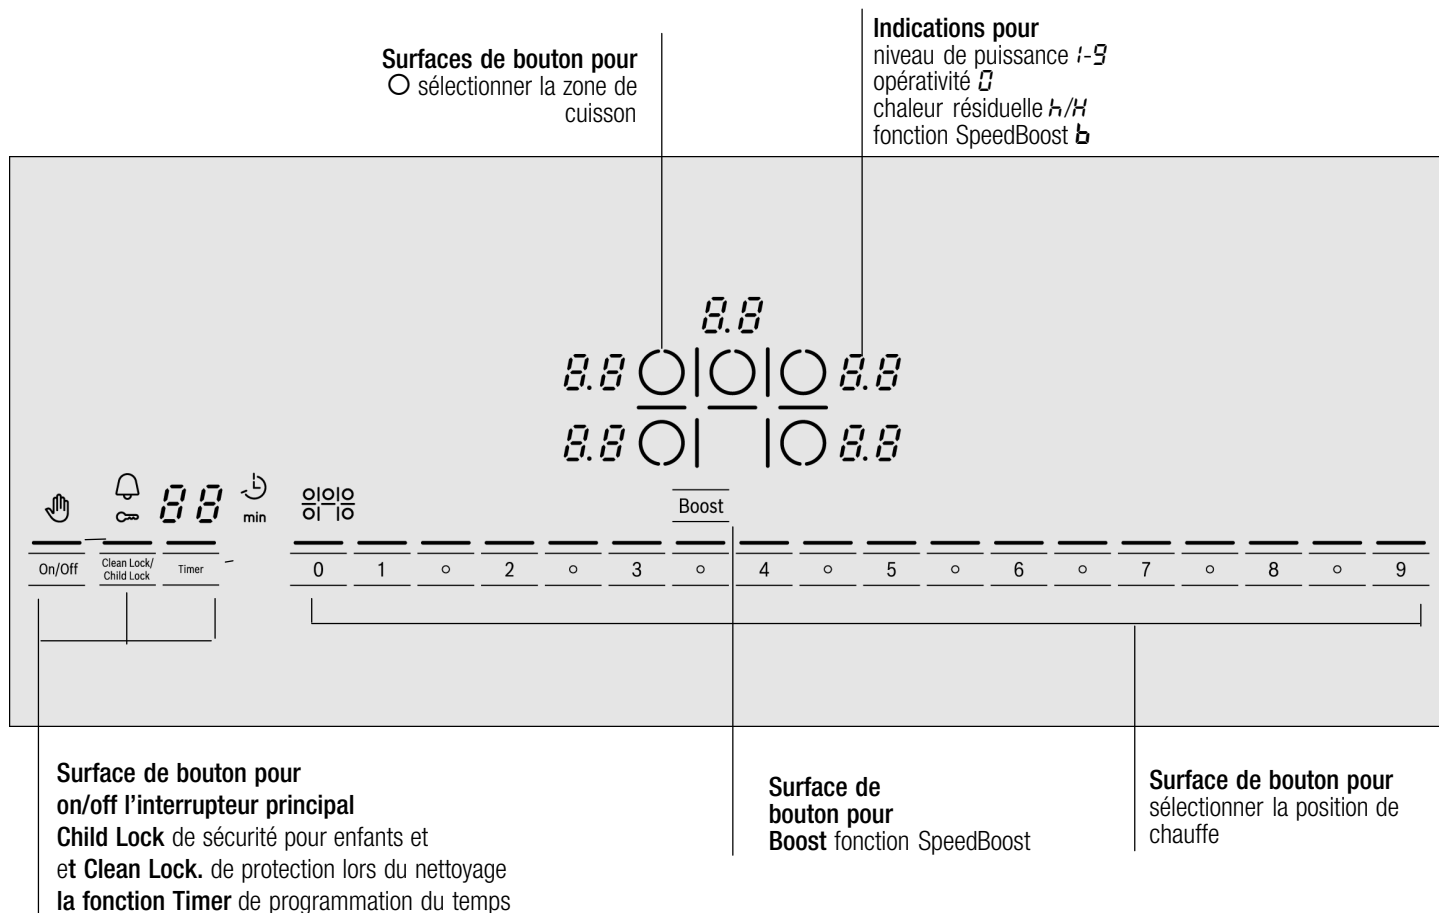 Surfaces de bouton pour
O sélectionner la zone de
cuisson
Indications pour
niveau de puissance 1-9
opérativité 0
chaleur résiduelle h/H
fonction SpeedBoost b
8.8
8.8 8.8
8.8 8.8
88 min
Boost
On/Off
Clean Lock/
Child Lock
Timer
0 1 ○ 2 ○ 3 ○ 4 ○ 5 ○ 6 ○ 7 ○ 8 ○ 9
Surface de bouton pour
on/off l'interrupteur principal
Child Lock de sécurité pour enfants et
et Clean Lock. de protection lors du nettoyage
la fonction Timer de programmation du temps
Surface de
bouton pour
Boost fonction SpeedBoost
Surface de bouton pour
sélectionner la position de
chauffe